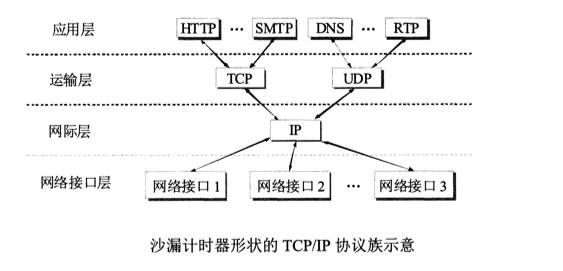 应用层 HTTP … SMTP DNS … RTP
运输层 TCP UDP
网际层 IP
网络接口层 网络接口 1 网络接口 2 … 网络接口 3
沙漏计时器形状的 TCP/IP 协议族示意